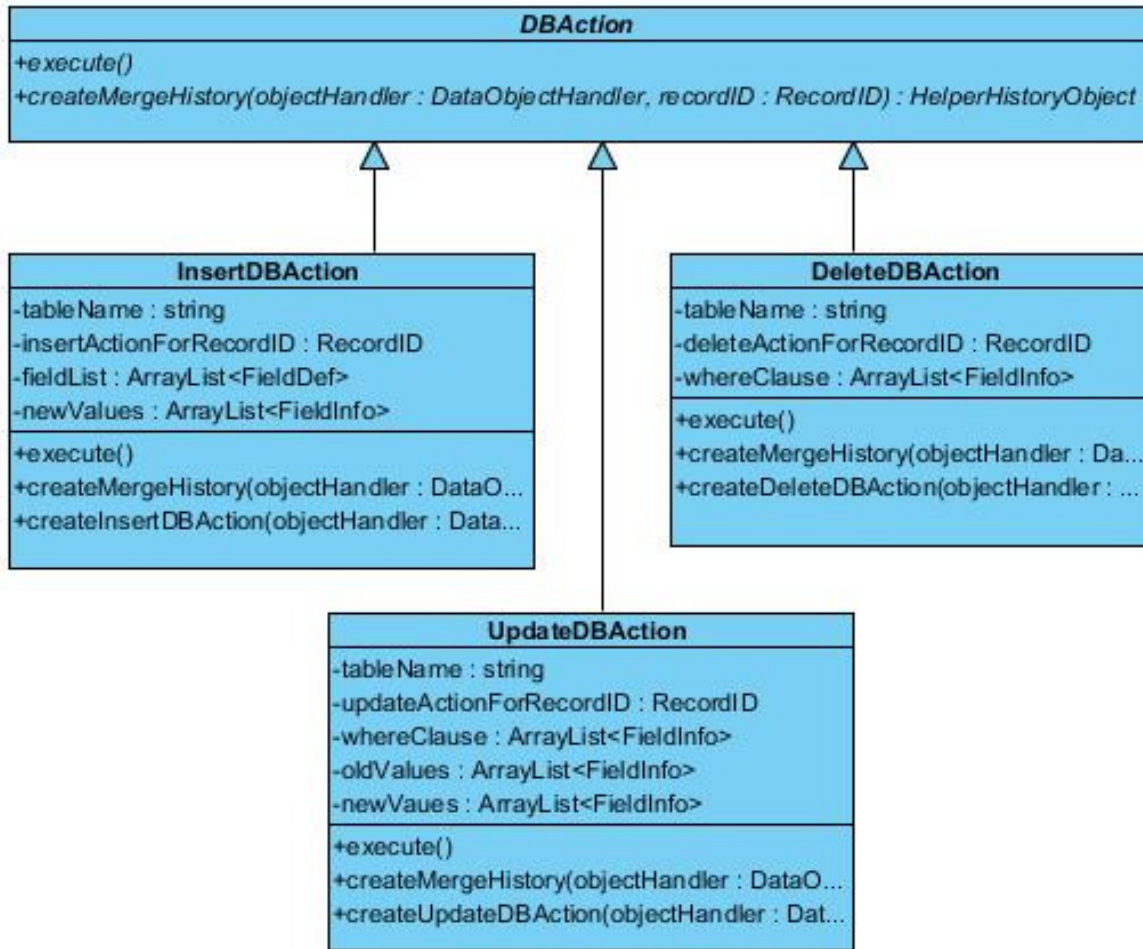 DBAction
+execute()
+createMergeHistory(objectHandler : DataObjectHandler, recordID : RecordID) : HelperHistoryObject
InsertDBAction
-tableName : string
-insertActionForRecordID : RecordID
-fieldList : ArrayList<FieldDef>
-newValues : ArrayList<FieldInfo>
+execute()
+createMergeHistory(objectHandler : DataO...
+createInsertDBAction(objectHandler : Data...
DeleteDBAction
-tableName : string
-deleteActionForRecordID : RecordID
-whereClause : ArrayList<FieldInfo>
+execute()
+createMergeHistory(objectHandler : Da...
+createDeleteDBAction(objectHandler : ...
UpdateDBAction
-tableName : string
-updateActionForRecordID : RecordID
-whereClause : ArrayList<FieldInfo>
-oldValues : ArrayList<FieldInfo>
-newVaues : ArrayList<FieldInfo>
+execute()
+createMergeHistory(objectHandler : DataO...
+createUpdateDBAction(objectHandler : Dat...